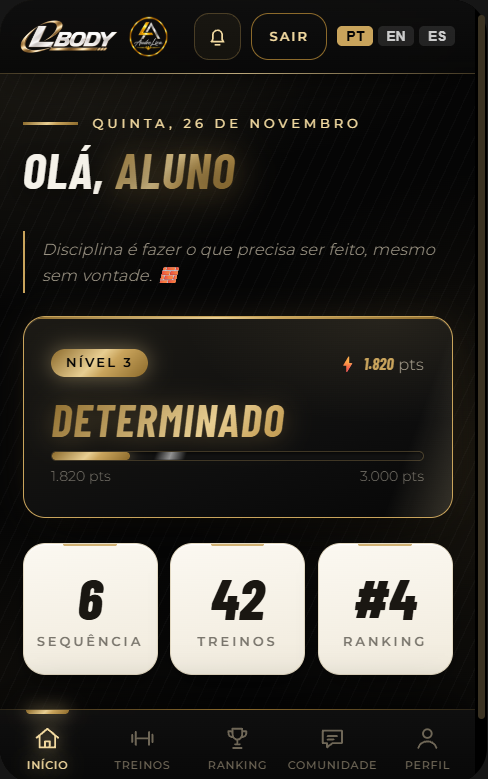 LBODY
SAIR
PT EN ES
QUINTA, 26 DE NOVEMBRO
OLÁ, ALUNO
Disciplina é fazer o que precisa ser feito, mesmo
sem vontade. 🧱
NÍVEL 3
1.820 pts
DETERMINADO
1.820 pts 3.000 pts
6 42 #4
SEQUÊNCIA TREINOS RANKING
INÍCIO TREINOS RANKING COMUNIDADE PERFIL